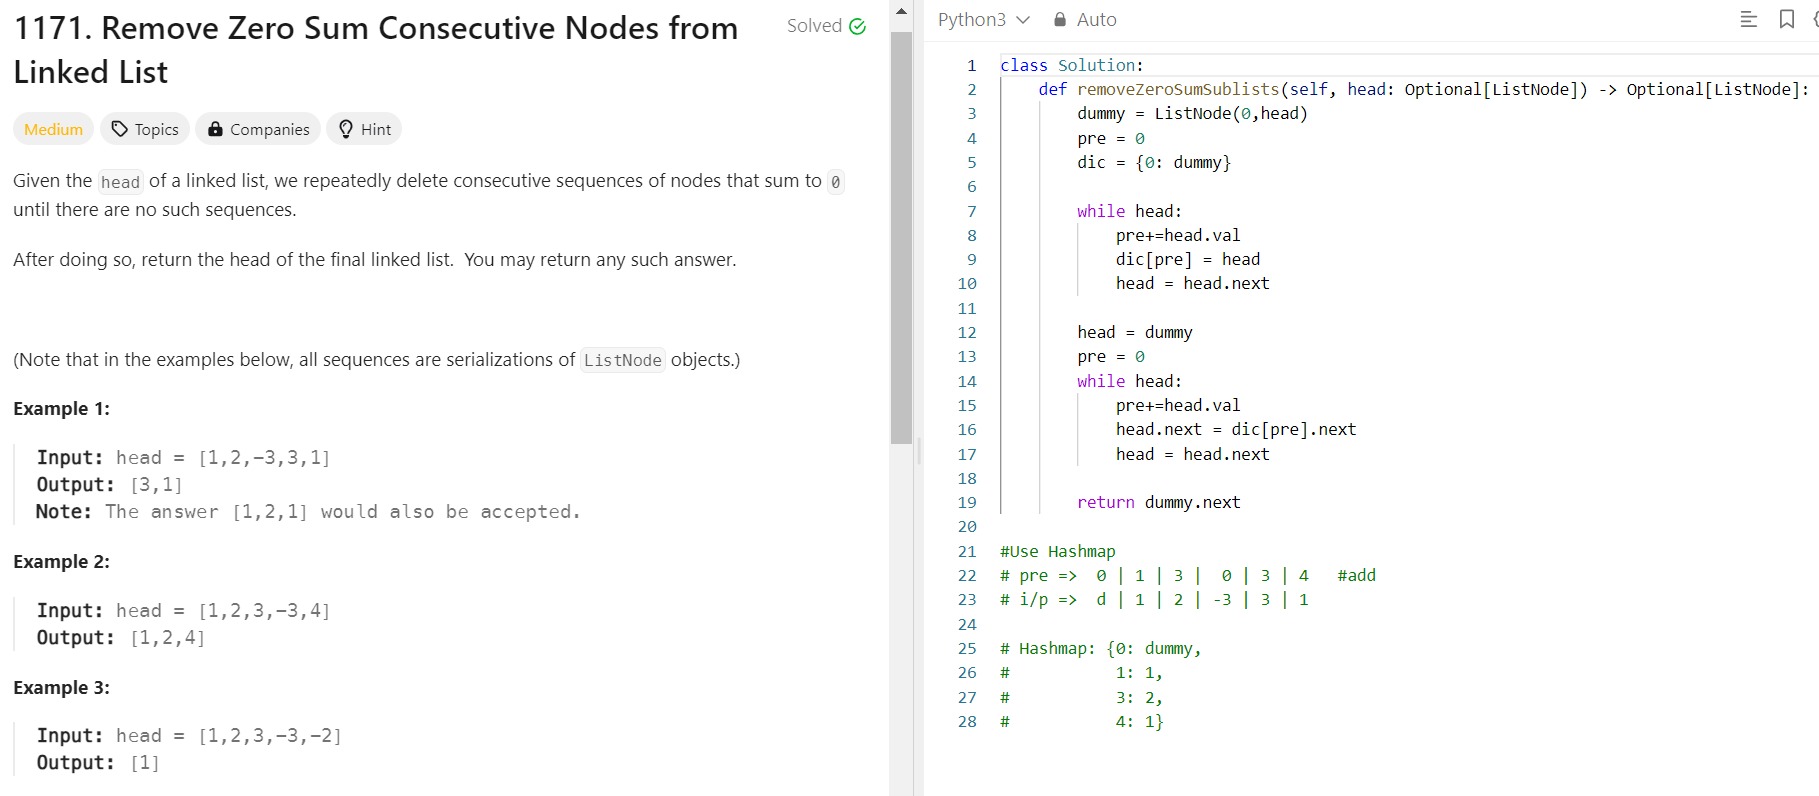 1171. Remove Zero Sum Consecutive Nodes from
Linked List
Solved
Medium
Topics
Companies
Hint
Given the head of a linked list, we repeatedly delete consecutive sequences of nodes that sum to 0
until there are no such sequences.
After doing so, return the head of the final linked list. You may return any such answer.
(Note that in the examples below, all sequences are serializations of ListNode objects.)
Example 1:
Input: head = [1,2,-3,3,1]
Output: [3,1]
Note: The answer [1,2,1] would also be accepted.
Example 2:
Input: head = [1,2,3,-3,4]
Output: [1,2,4]
Example 3:
Input: head = [1,2,3,-3,-2]
Output: [1]
Python3
Auto
1 class Solution:
2     def removeZeroSumSublists(self, head: Optional[ListNode]) -> Optional[ListNode]:
3         dummy = ListNode(0,head)
4         pre = 0
5         dic = {0: dummy}
6
7         while head:
8             pre+=head.val
9             dic[pre] = head
10             head = head.next
11
12         head = dummy
13         pre = 0
14         while head:
15             pre+=head.val
16             head.next = dic[pre].next
17             head = head.next
18
19         return dummy.next
20
21 #Use Hashmap
22 # pre =>  0 | 1 | 3 |  0 | 3 | 4   #add
23 # i/p =>  d | 1 | 2 | -3 | 3 | 1
24
25 # Hashmap: {0: dummy,
26 #           1: 1,
27 #           3: 2,
28 #           4: 1}